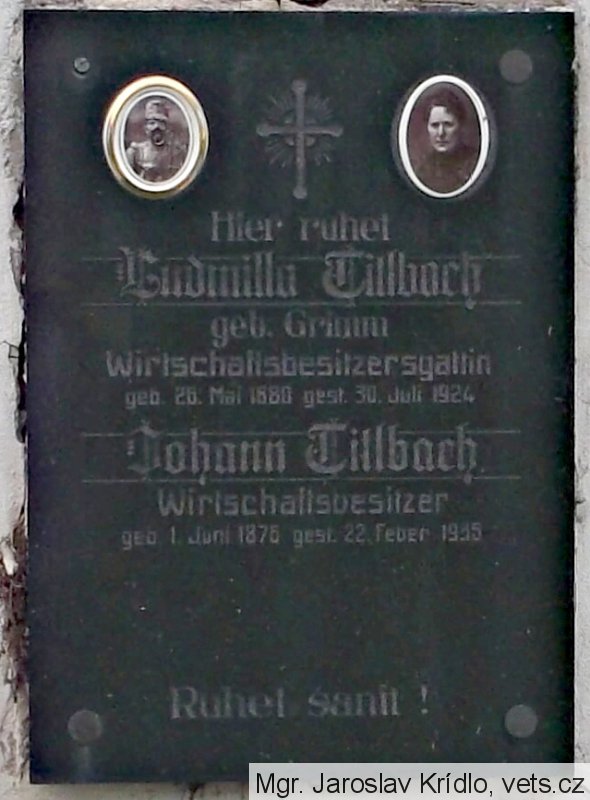 Hier ruhet
Ludmilla Tillbach
geb. Grimm
Wirtschaftsbesitzersgattin
geb. 26. Mai 1880 gest. 30. Juli 1924
Johann Tillbach
Wirtschaftsbesitzer
geb. 1. Juni 1876 gest. 22. Feber 1935
Ruhet sanft !
Mgr. Jaroslav Krídlo, vets.cz